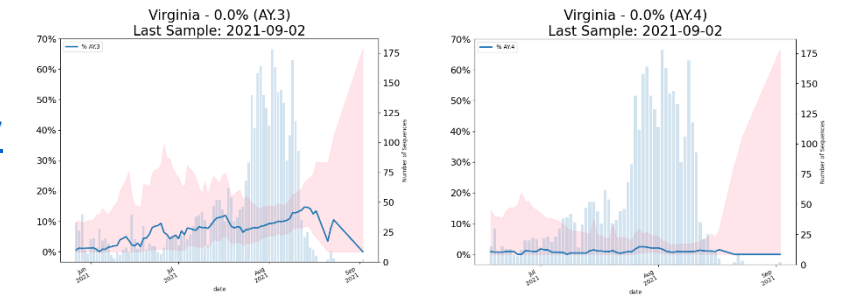 Virginia - 0.0% (AY.3)
Last Sample: 2021-09-02
70%
60%
50%
40%
30%
20%
10%
0%
% AY.3
175
150
125
100
75
50
25
0
Number of Sequences
Jun 2021
Jul 2021
Aug 2021
Sep 2021
date
Virginia - 0.0% (AY.4)
Last Sample: 2021-09-02
70%
60%
50%
40%
30%
20%
10%
0%
% AY.4
175
150
125
100
75
50
25
0
Number of Sequences
Jul 2021
Aug 2021
Sep 2021
date